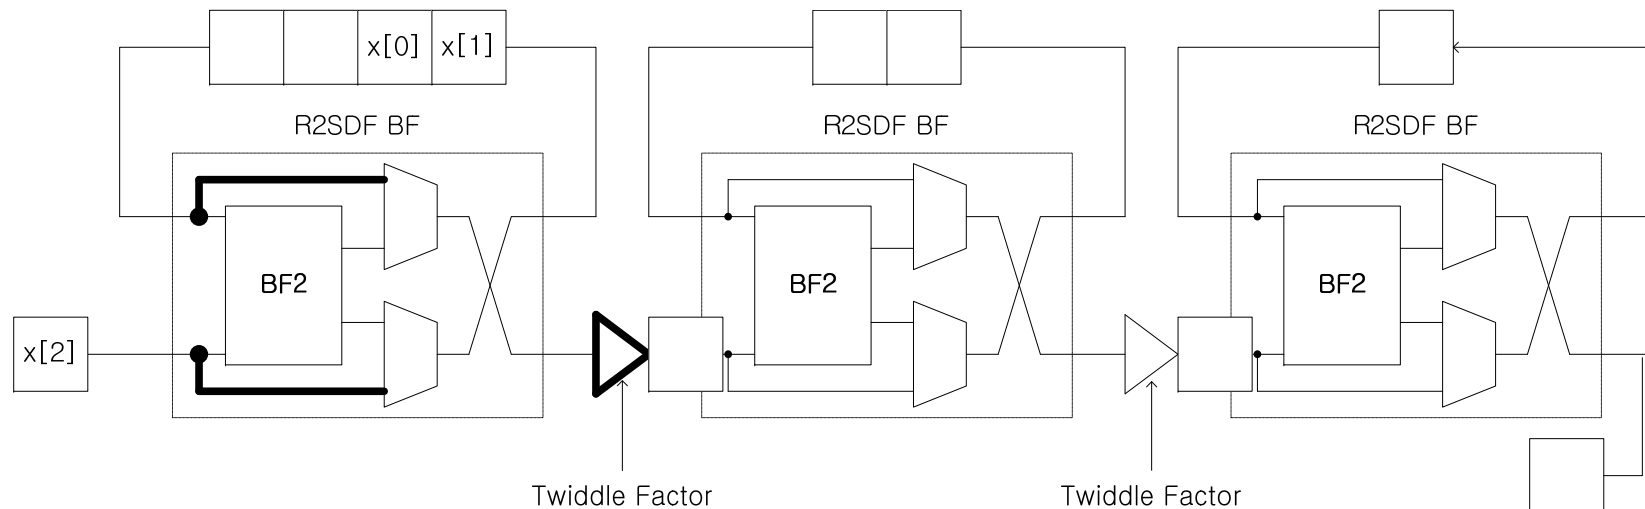 x[0] x[1]
R2SDF BF R2SDF BF R2SDF BF
BF2 BF2 BF2
x[2]
Twiddle Factor Twiddle Factor